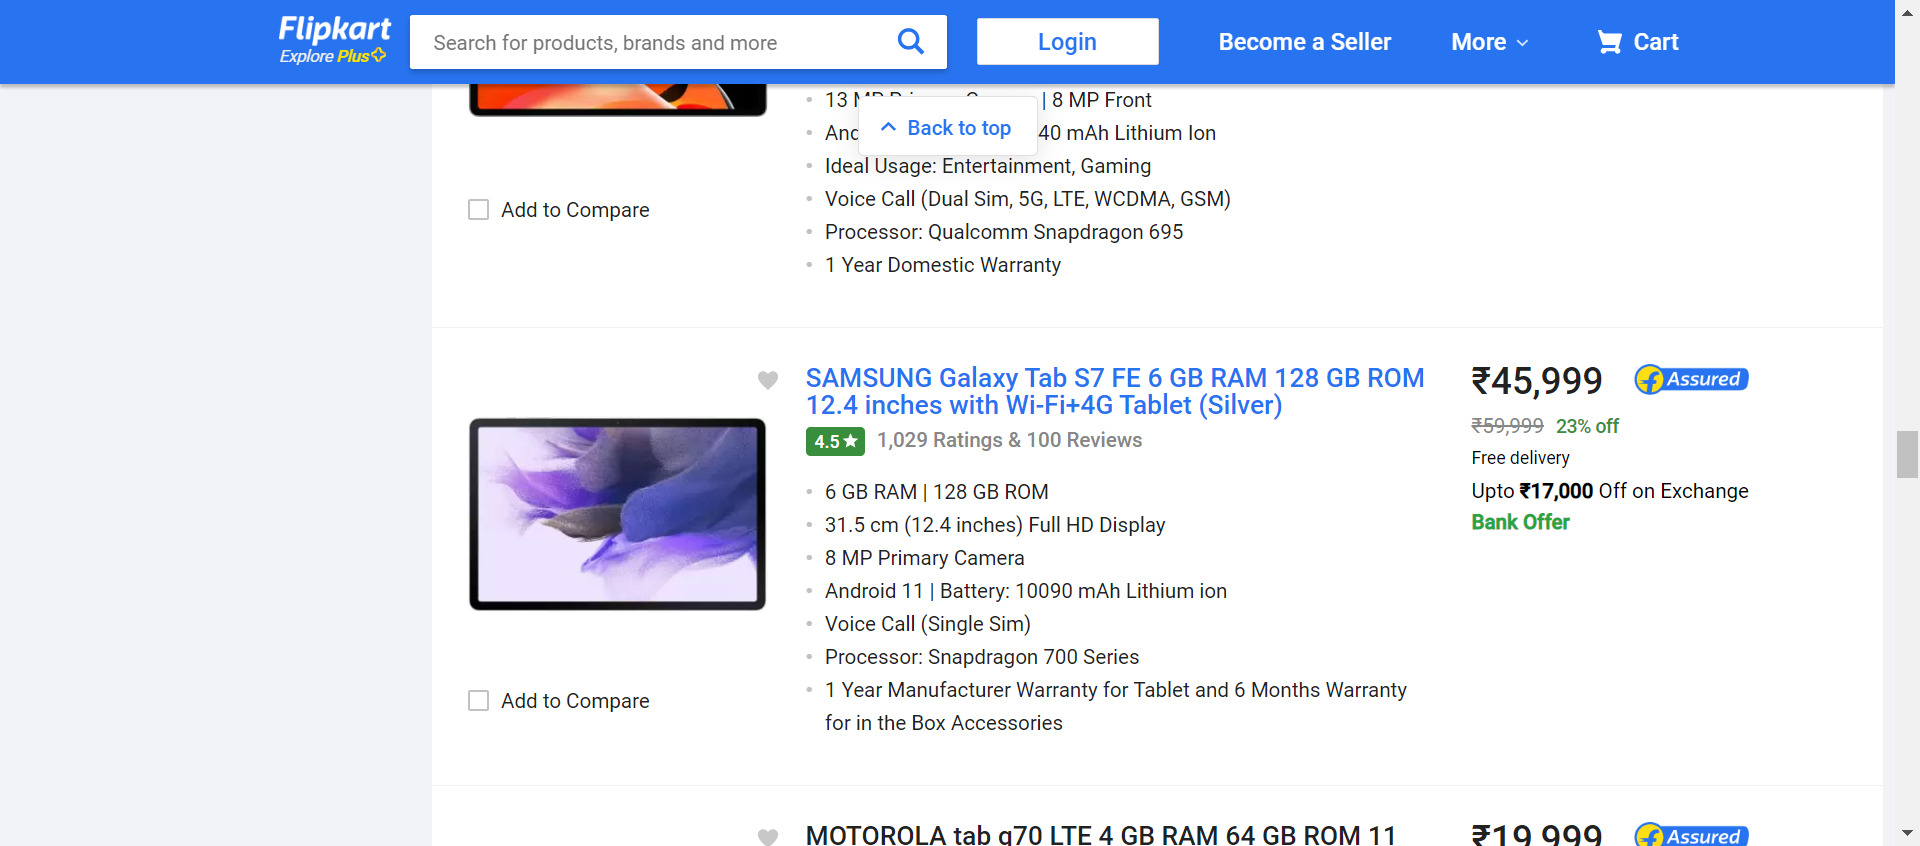 Flipkart
Explore Plus
Search for products, brands and more
Login
Become a Seller
More
Cart
13 MP | 8 MP Front
Back to top
40 mAh Lithium Ion
Ideal Usage: Entertainment, Gaming
Voice Call (Dual Sim, 5G, LTE, WCDMA, GSM)
Processor: Qualcomm Snapdragon 695
1 Year Domestic Warranty
Add to Compare
SAMSUNG Galaxy Tab S7 FE 6 GB RAM 128 GB ROM
12.4 inches with Wi-Fi+4G Tablet (Silver)
4.5★ 1,029 Ratings & 100 Reviews
6 GB RAM | 128 GB ROM
31.5 cm (12.4 inches) Full HD Display
8 MP Primary Camera
Android 11 | Battery: 10090 mAh Lithium ion
Voice Call (Single Sim)
Processor: Snapdragon 700 Series
1 Year Manufacturer Warranty for Tablet and 6 Months Warranty
for in the Box Accessories
₹45,999
Assured
₹59,999 23% off
Free delivery
Upto ₹17,000 Off on Exchange
Bank Offer
Add to Compare
MOTOROLA tab g70 LTE 4 GB RAM 64 GB ROM 11
₹19,999
Assured